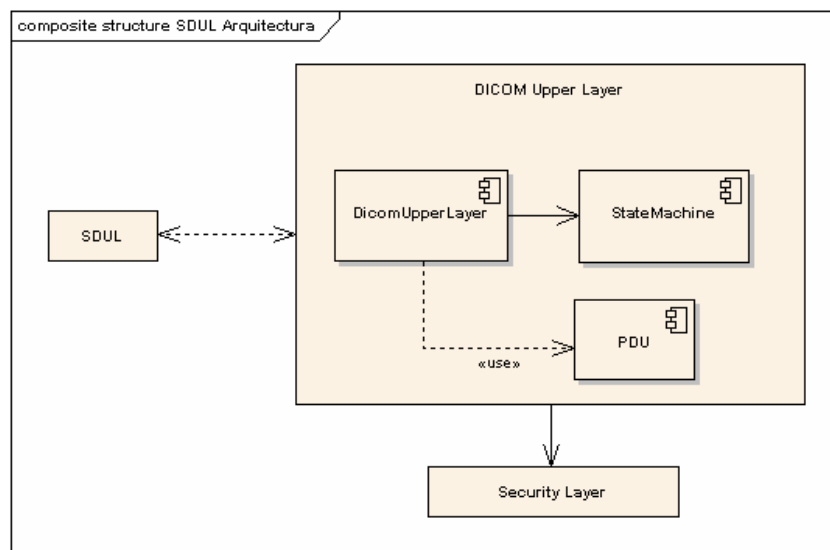 composite structure SDUL Arquitectura
DICOM Upper Layer
DicomUpperLayer
StateMachine
SDUL
PDU
«use»
Security Layer